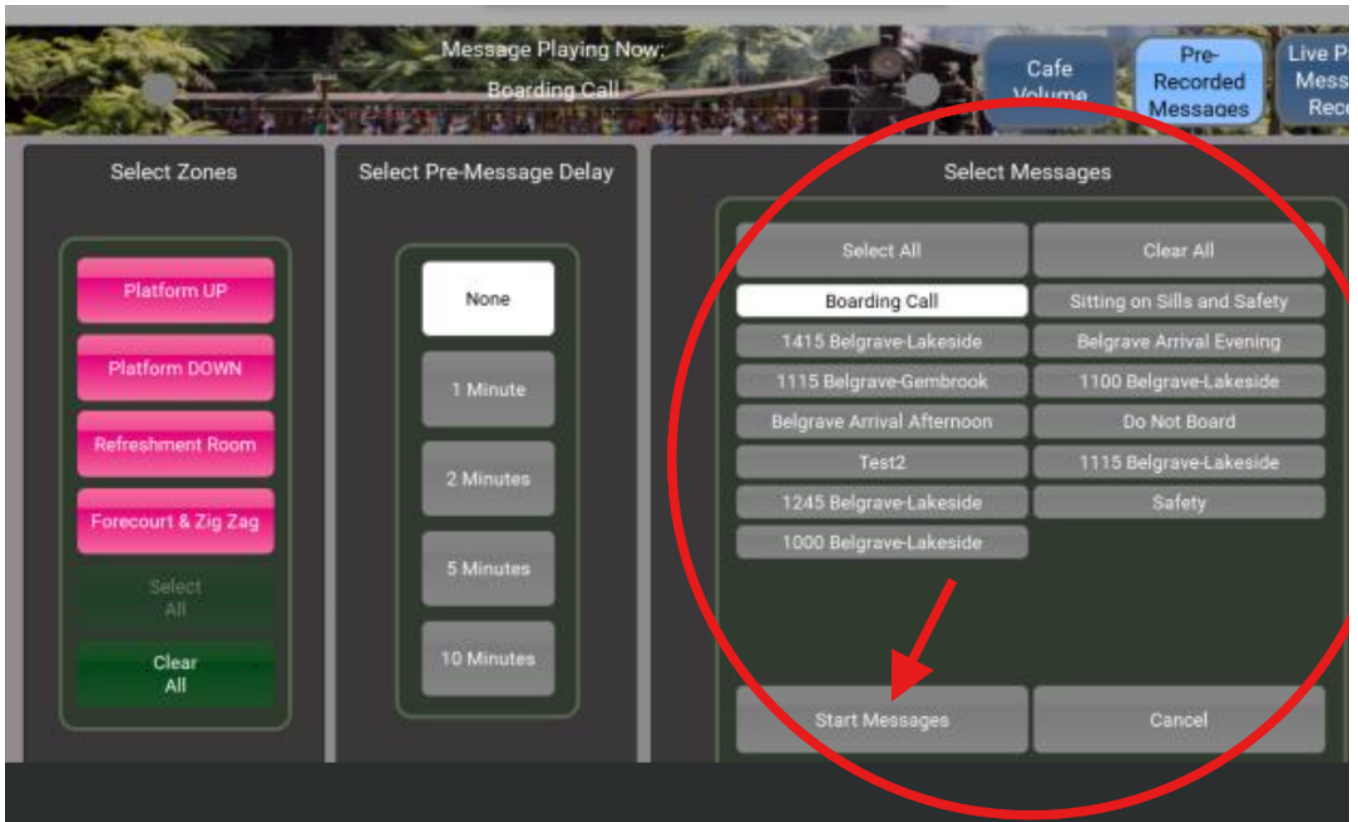 Message Playing Now:
Boarding Call
Cafe
Volume
Pre-
Recorded
Messages
Live
Select Zones
Platform UP
Platform DOWN
Refreshment Room
Forecourt & Zig Zag
Select
All
Clear
All
Select Pre-Message Delay
None
1 Minute
2 Minutes
5 Minutes
10 Minutes
Select Messages
Select All
Clear All
Boarding Call
Sitting on Sills and Safety
1415 Belgrave-Lakeside
Belgrave Arrival Evening
1115 Belgrave-Gembrook
1100 Belgrave-Lakeside
Belgrave Arrival Afternoon
Do Not Board
Test2
1115 Belgrave-Lakeside
1245 Belgrave-Lakeside
Safety
1000 Belgrave-Lakeside
Start Messages
Cancel